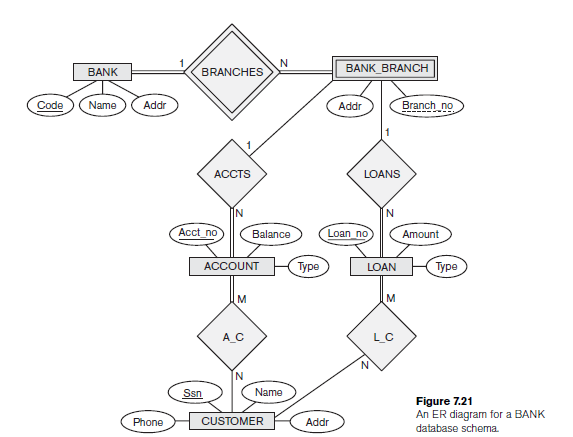 1
N
BANK
BRANCHES
BANK_BRANCH
Code
Name
Addr
Addr
Branch_no
1
1
ACCTS
LOANS
N
N
Acct_no
Balance
Loan_no
Amount
ACCOUNT
Type
LOAN
Type
M
M
A_C
L_C
N
N
Ssn
Name
Phone
CUSTOMER
Addr
Figure 7.21
An ER diagram for a BANK
database schema.